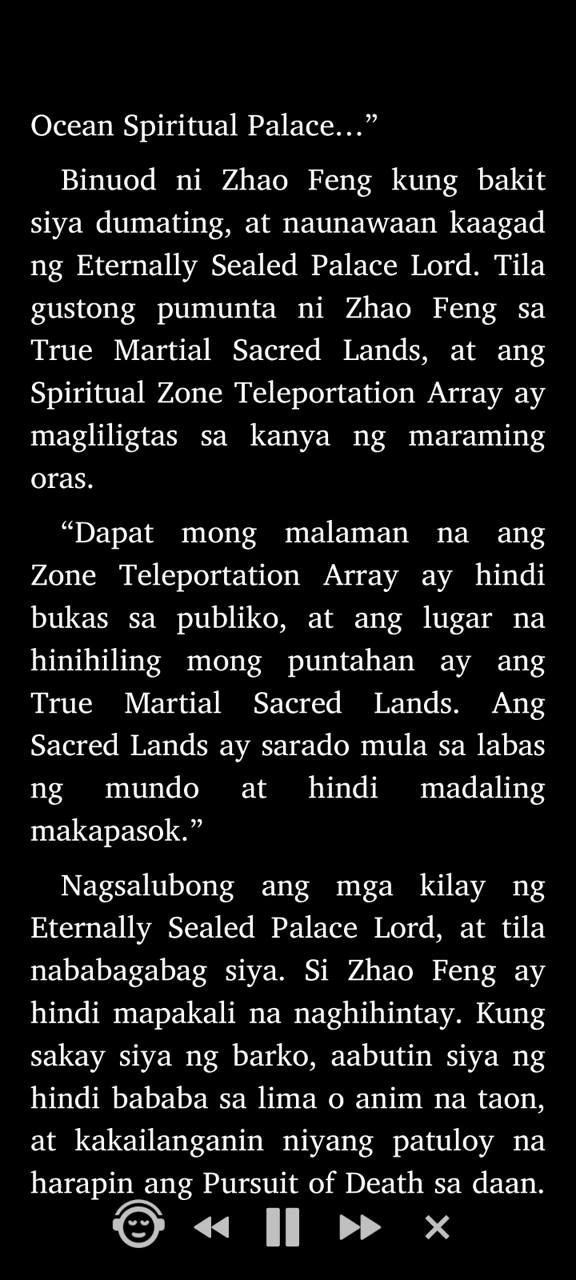 Ocean Spiritual Palace…”
Binuod ni Zhao Feng kung bakit
siya dumating, at naunawaan kaagad
ng Eternally Sealed Palace Lord. Tila
gustong pumunta ni Zhao Feng sa
True Martial Sacred Lands, at ang
Spiritual Zone Teleportation Array ay
magliligtas sa kanya ng maraming
oras.
“Dapat mong malaman na ang
Zone Teleportation Array ay hindi
bukas sa publiko, at ang lugar na
hinihiling mong puntahan ay ang
True Martial Sacred Lands. Ang
Sacred Lands ay sarado mula sa labas
ng mundo at hindi madaling
makapasok.”
Nagsalubong ang mga kilay ng
Eternally Sealed Palace Lord, at tila
nababagabag siya. Si Zhao Feng ay
hindi mapakali na naghihintay. Kung
sakay siya ng barko, aabutin siya ng
hindi bababa sa lima o anim na taon,
at kakailanganin niyang patuloy na
harapin ang Pursuit of Death sa daan.